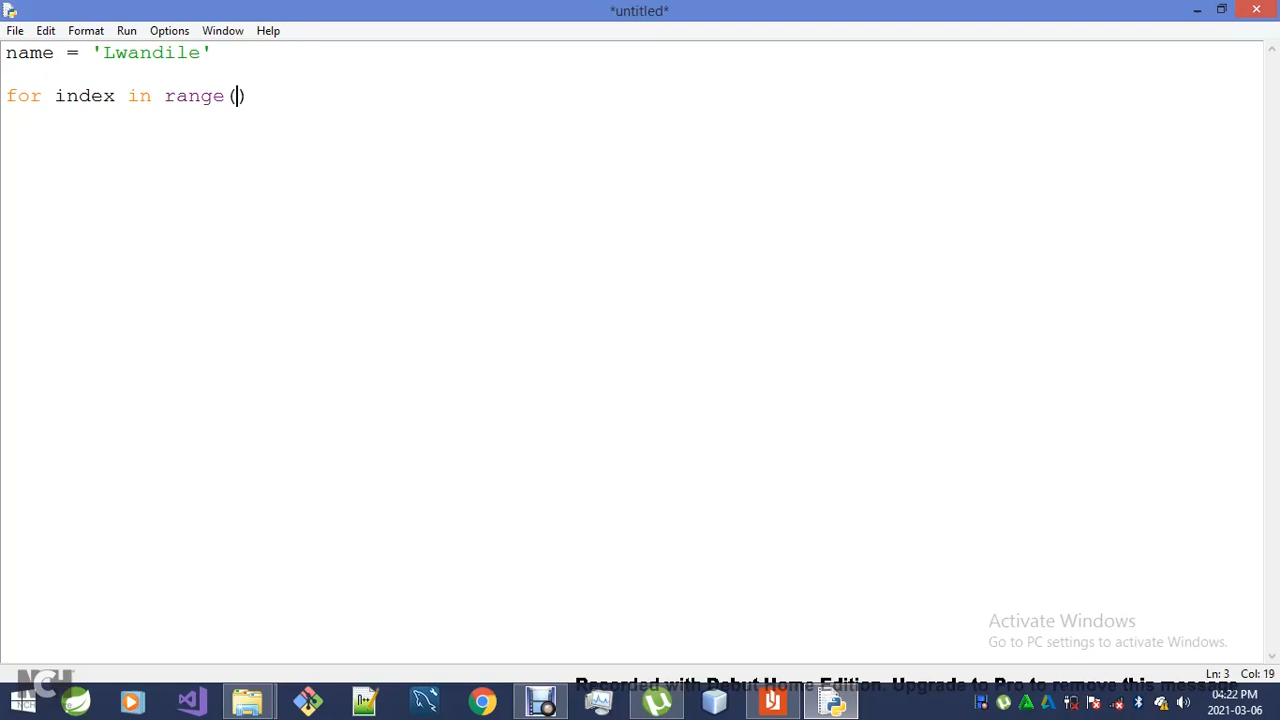 *untitled*
File Edit Format Run Options Window Help
name = 'Lwandile'
for index in range()
Activate Windows
Go to PC settings to activate Windows.
Ln: 3 Col: 19
NCH
Recorded with Debut Home Edition. Upgrade to Pro to remove this message
NCH
04:22 PM
2021-03-06